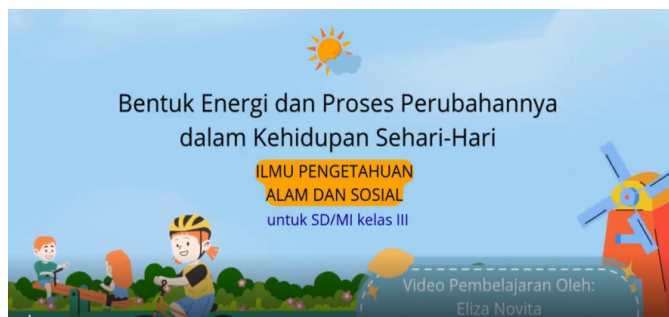 Bentuk Energi dan Proses Perubahannya
dalam Kehidupan Sehari-Hari
ILMU PENGETAHUAN
ALAM DAN SOSIAL
untuk SD/MI kelas III
Video Pembelajaran Oleh:
Eliza Novita